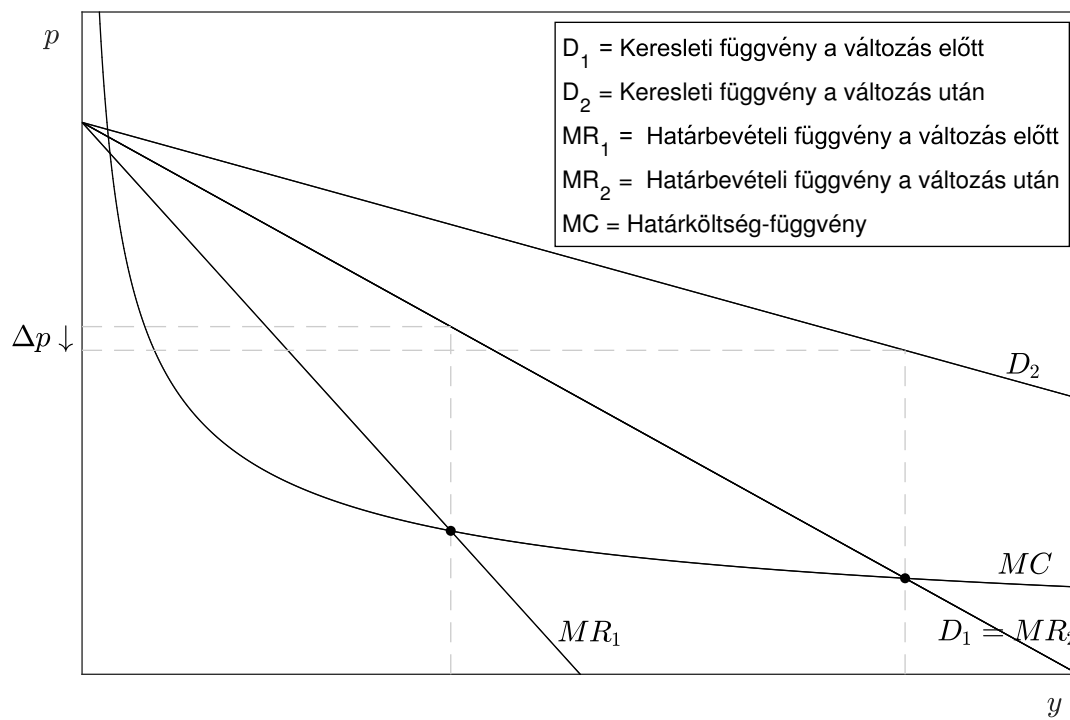 p
D1 = Keresleti függvény a változás előtt
D2 = Keresleti függvény a változás után
MR1 =  Határbevételi függvény a változás előtt
MR2 =  Határbevételi függvény a változás után
MC = Határköltség-függvény
Δp ↓
D2
MC
MR1
D1 = MR2
y